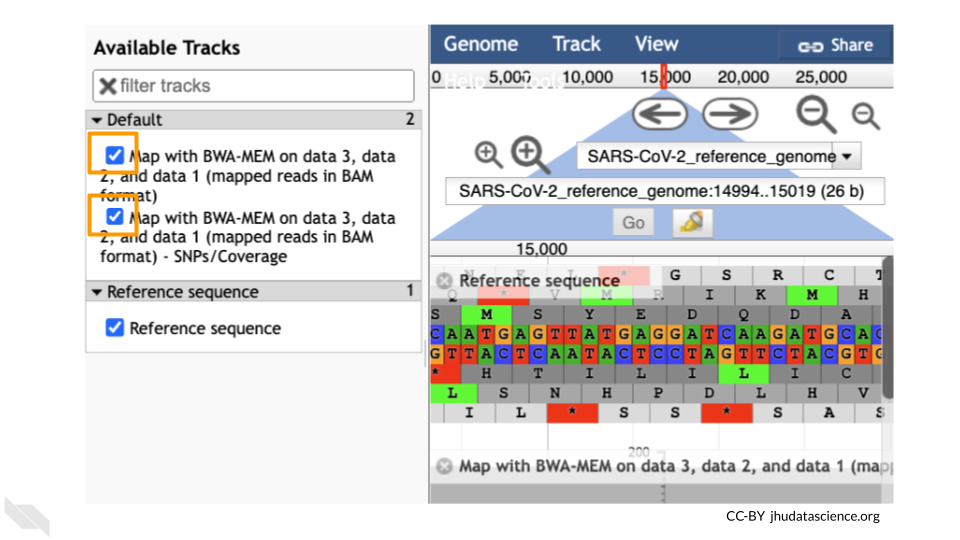 Available Tracks
filter tracks
Default 2
Map with BWA-MEM on data 3, data
2, and data 1 (mapped reads in BAM
format)
Map with BWA-MEM on data 3, data
2, and data 1 (mapped reads in BAM
format) - SNPs/Coverage
Reference sequence 1
Reference sequence
Genome Track View Share
Help Tools
0 5,000 10,000 15,000 20,000 25,000
SARS-CoV-2_reference_genome
SARS-CoV-2_reference_genome:14994..15019 (26 b)
Go
15,000
* G S R C T
Reference sequence
Q * V M R I K M H
S M S Y E D Q D A
CAATGAGTTATGAGGATCAAGATGCAC
GTTACTCAATACTCCTAGTTCTACGTG
* H T I L I L I C
L S N H P D L H V
I L * S S * S A S
200
Map with BWA-MEM on data 3, data 2, and data 1 (map
CC-BY jhudatascience.org